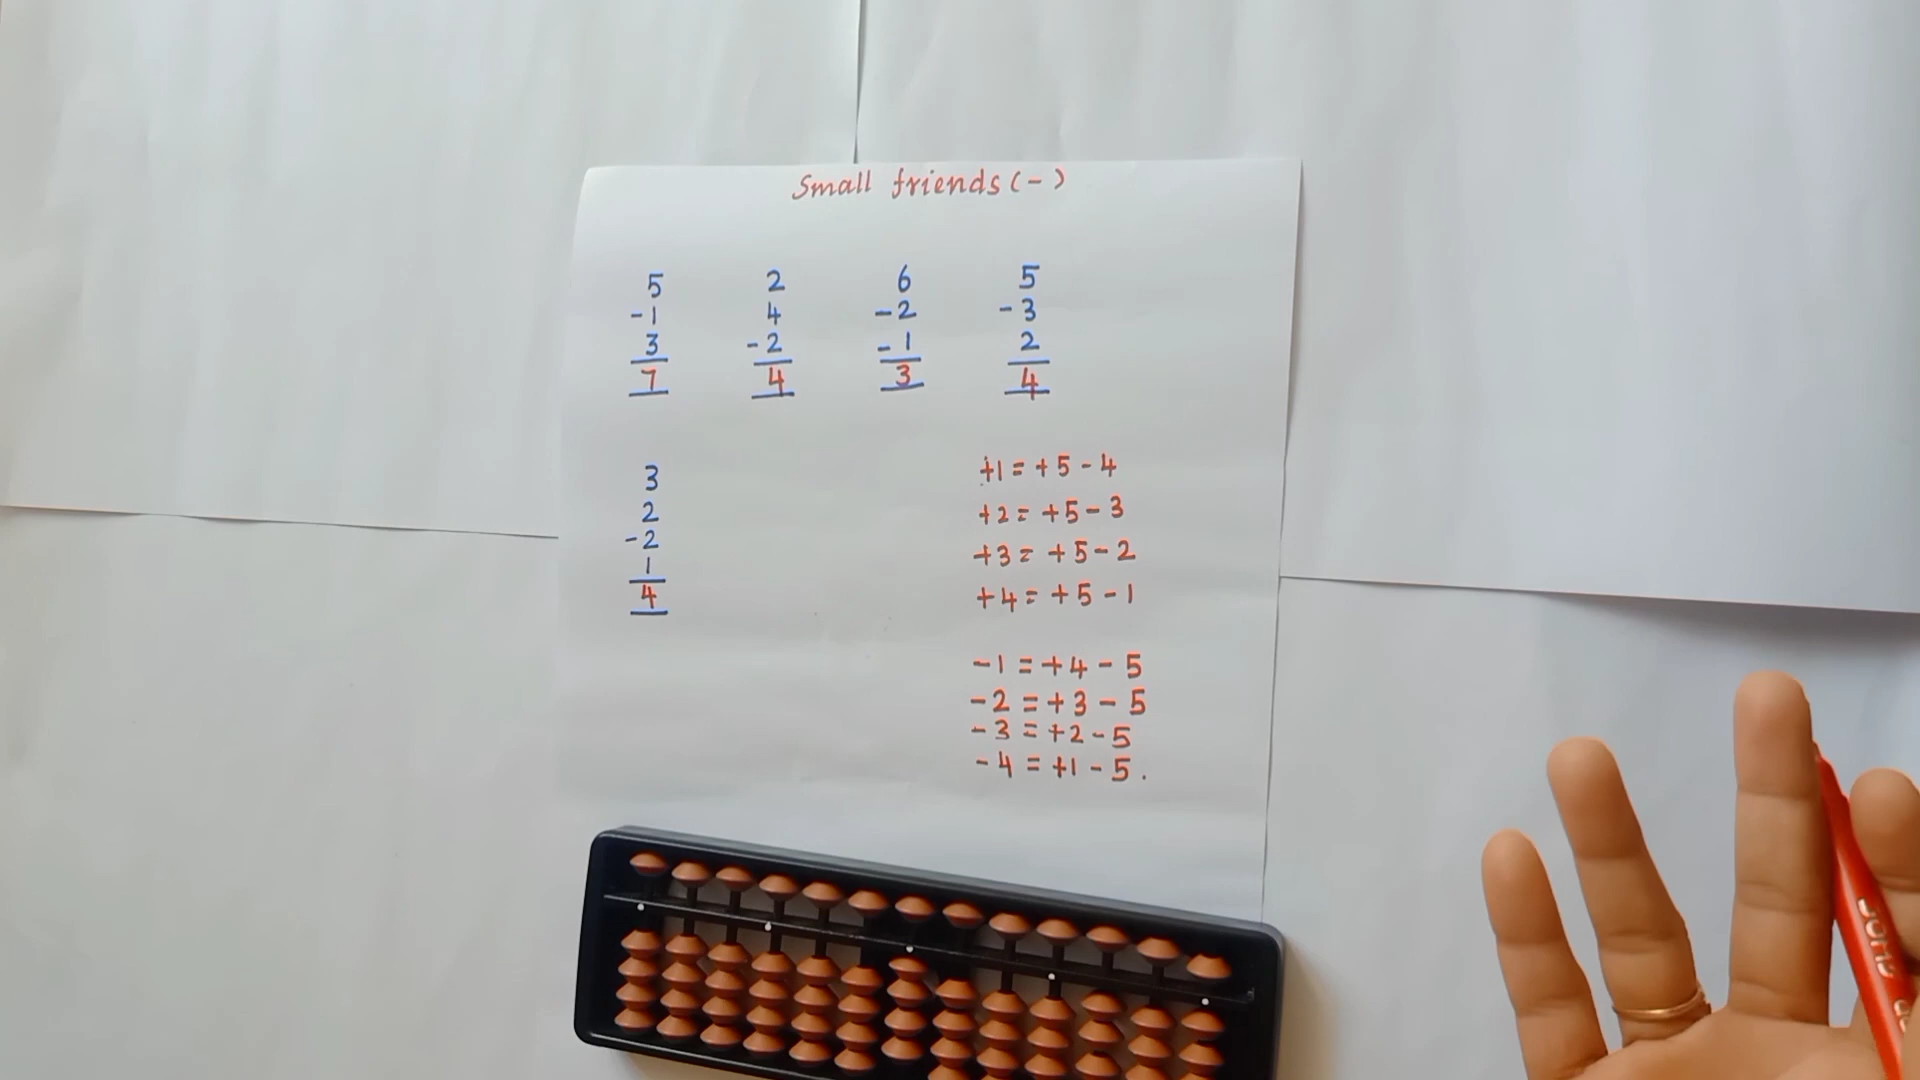 Small friends (-)
5 2 6 5
-1 4 -2 -3
3 -2 -1 2
7 4 3 4
3
2
-2
1
4
+1 = +5 - 4
+2 = +5 - 3
+3 = +5 - 2
+4 = +5 - 1
-1 = +4 - 5
-2 = +3 - 5
-3 = +2 - 5
-4 = +1 - 5.